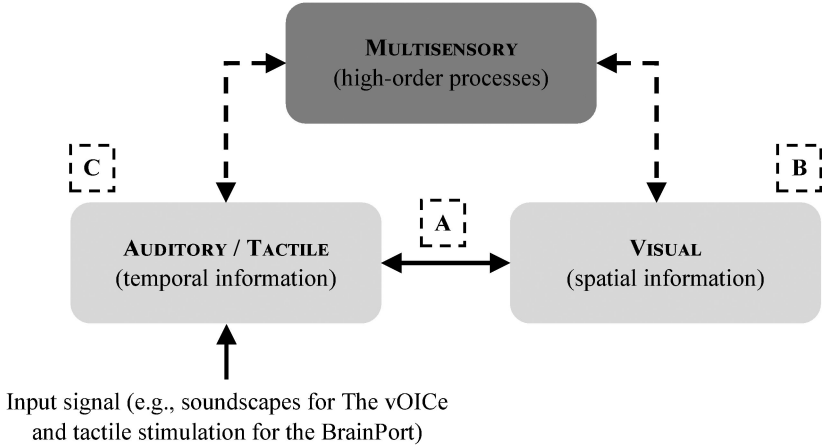 MULTISENSORY
(high-order processes)
C
B
A
AUDITORY / TACTILE
(temporal information)
VISUAL
(spatial information)
Input signal (e.g., soundscapes for The vOICe
and tactile stimulation for the BrainPort)